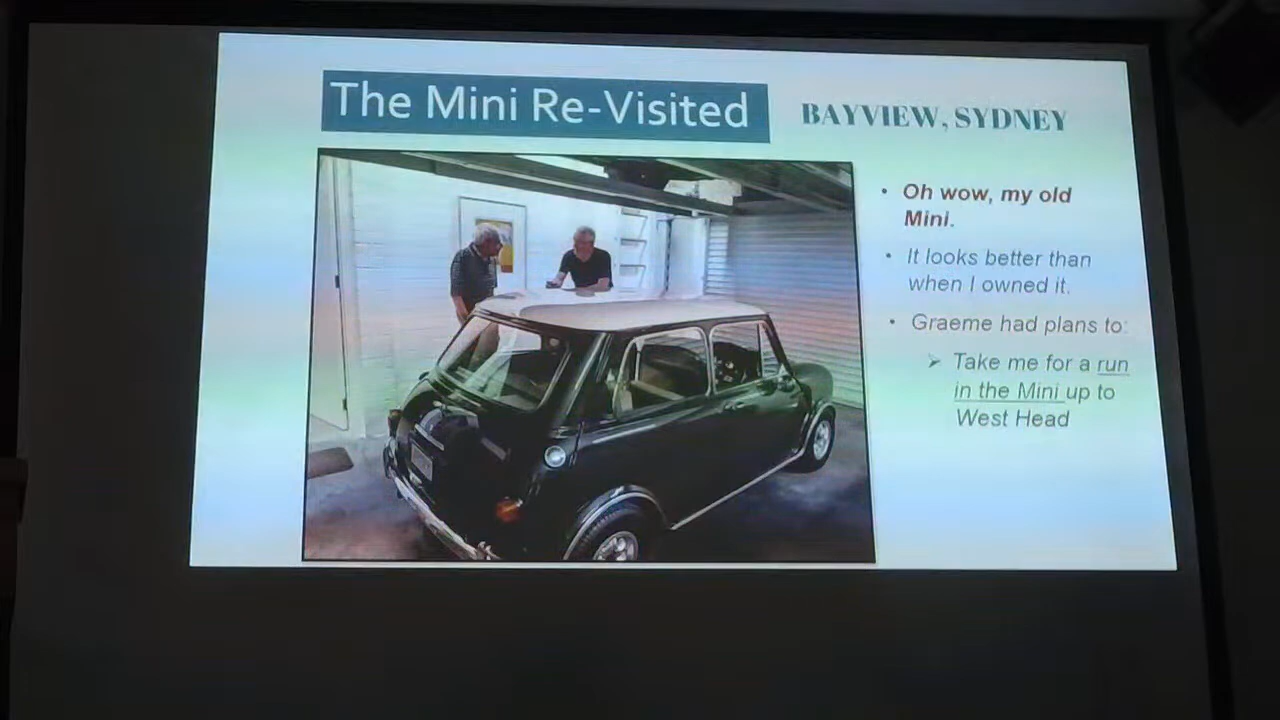 The Mini Re-Visited
BAYVIEW, SYDNEY
• Oh wow, my old
Mini.
• It looks better than
when I owned it.
• Graeme had plans to:
➢ Take me for a run
in the Mini up to
West Head